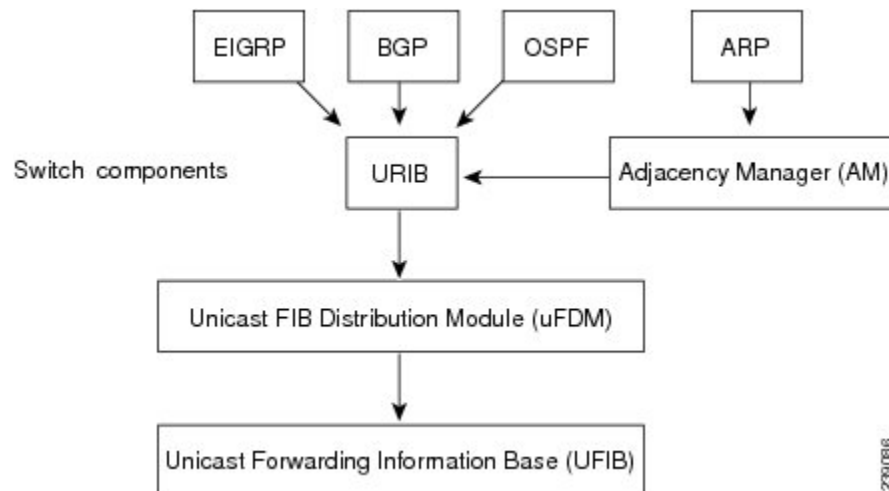 EIGRP
BGP
OSPF
ARP
Switch components
URIB
Adjacency Manager (AM)
Unicast FIB Distribution Module (uFDM)
Unicast Forwarding Information Base (UFIB)
239086